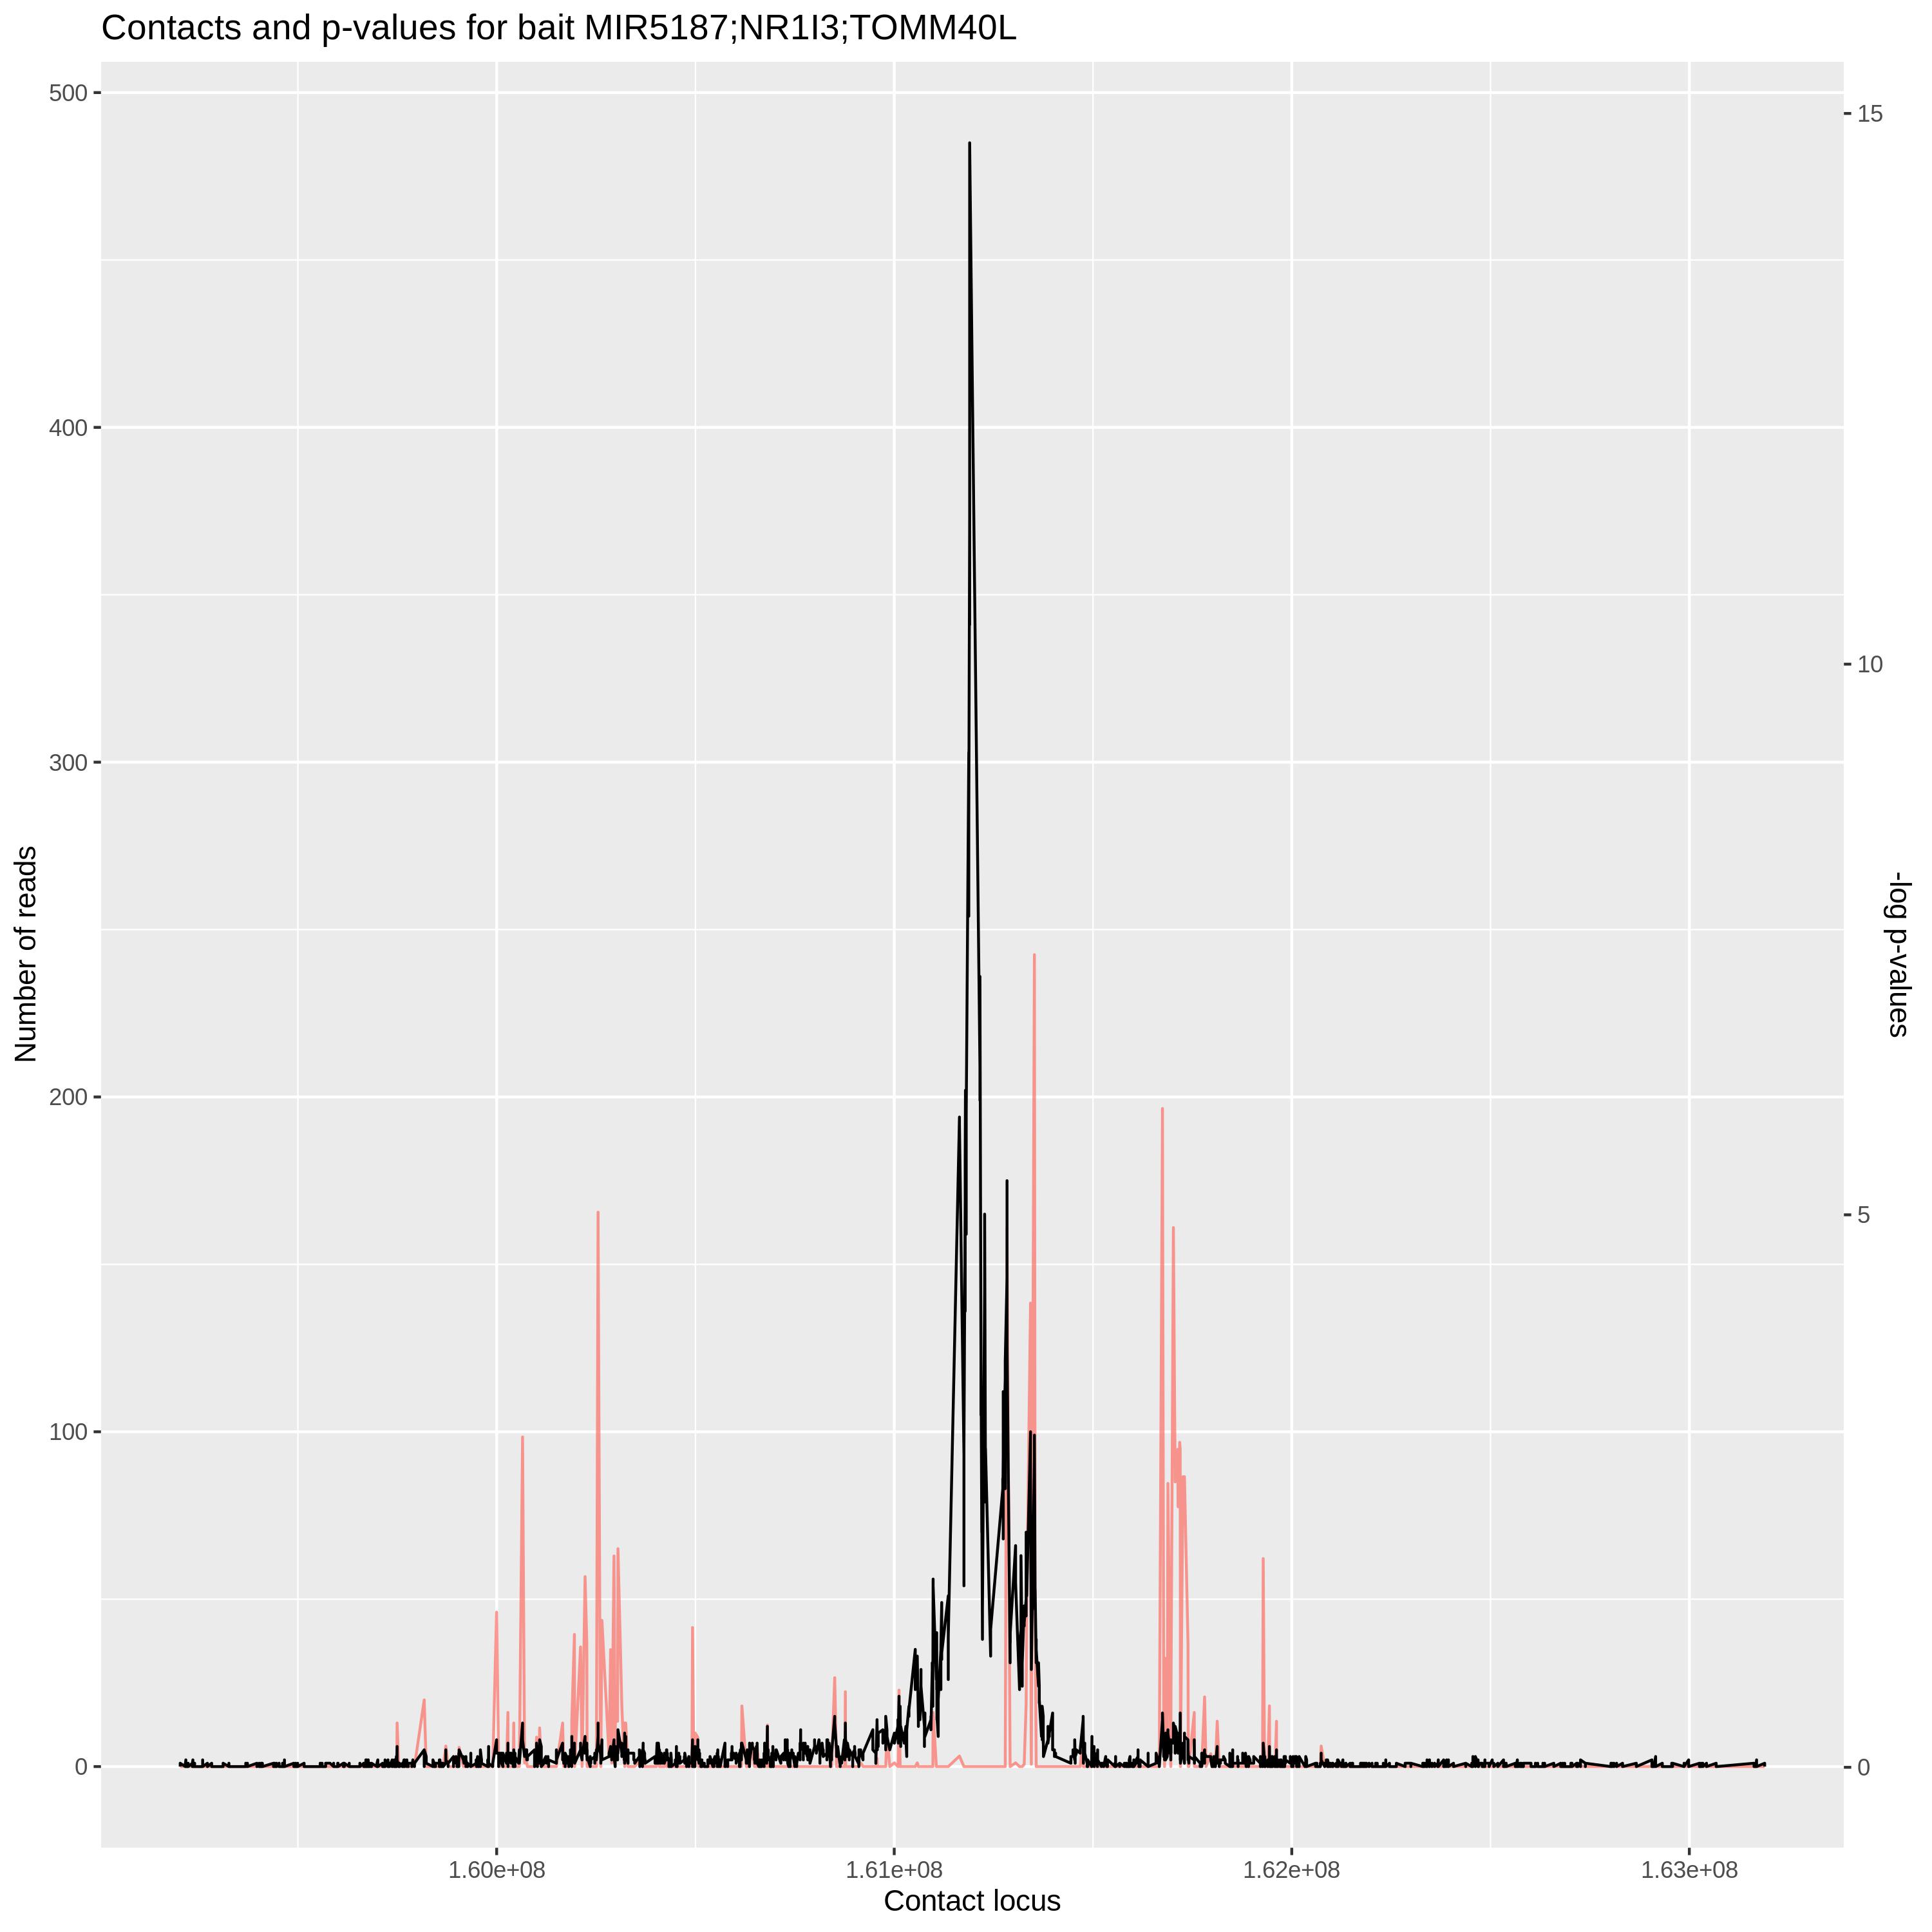 Contacts and p-values for bait MIR5187;NR1I3;TOMM40L
500
400
300
200
100
0
Number of reads
15
10
5
0
-log p-values
1.60e+08
1.61e+08
1.62e+08
1.63e+08
Contact locus